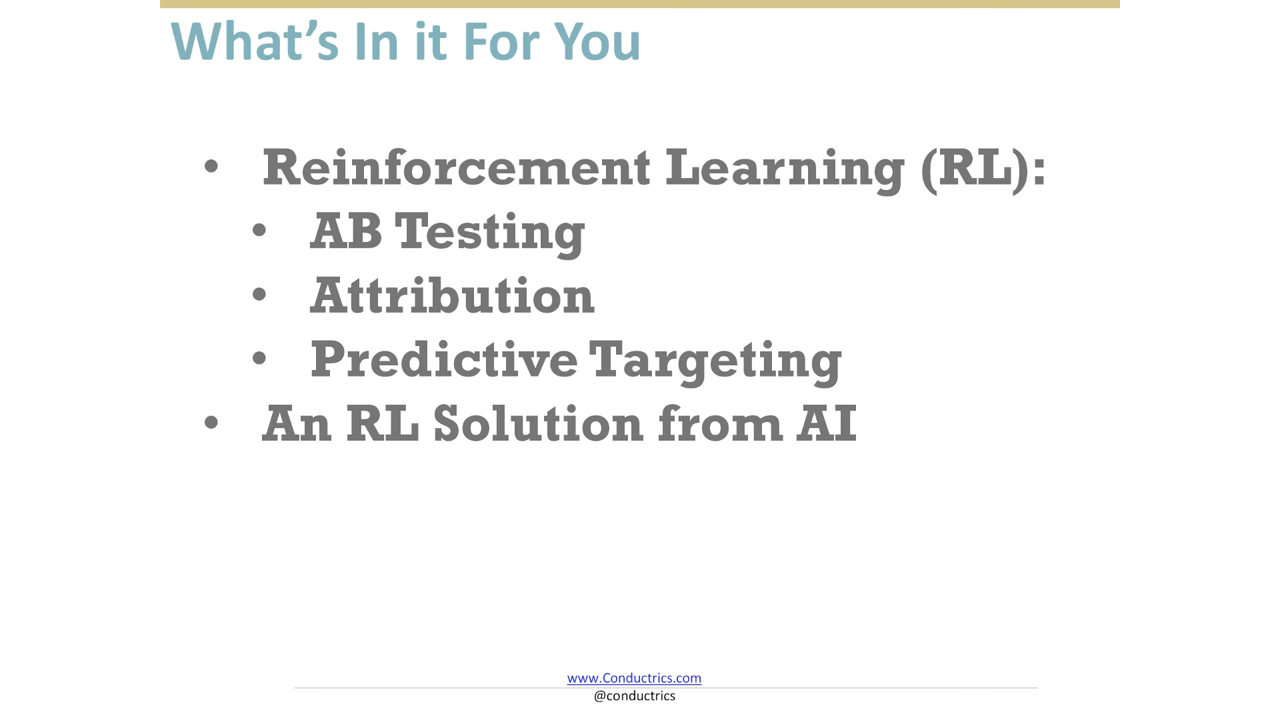 What's In it For You
• Reinforcement Learning (RL):
• AB Testing
• Attribution
• Predictive Targeting
• An RL Solution from AI
www.Conductrics.com
@conductrics